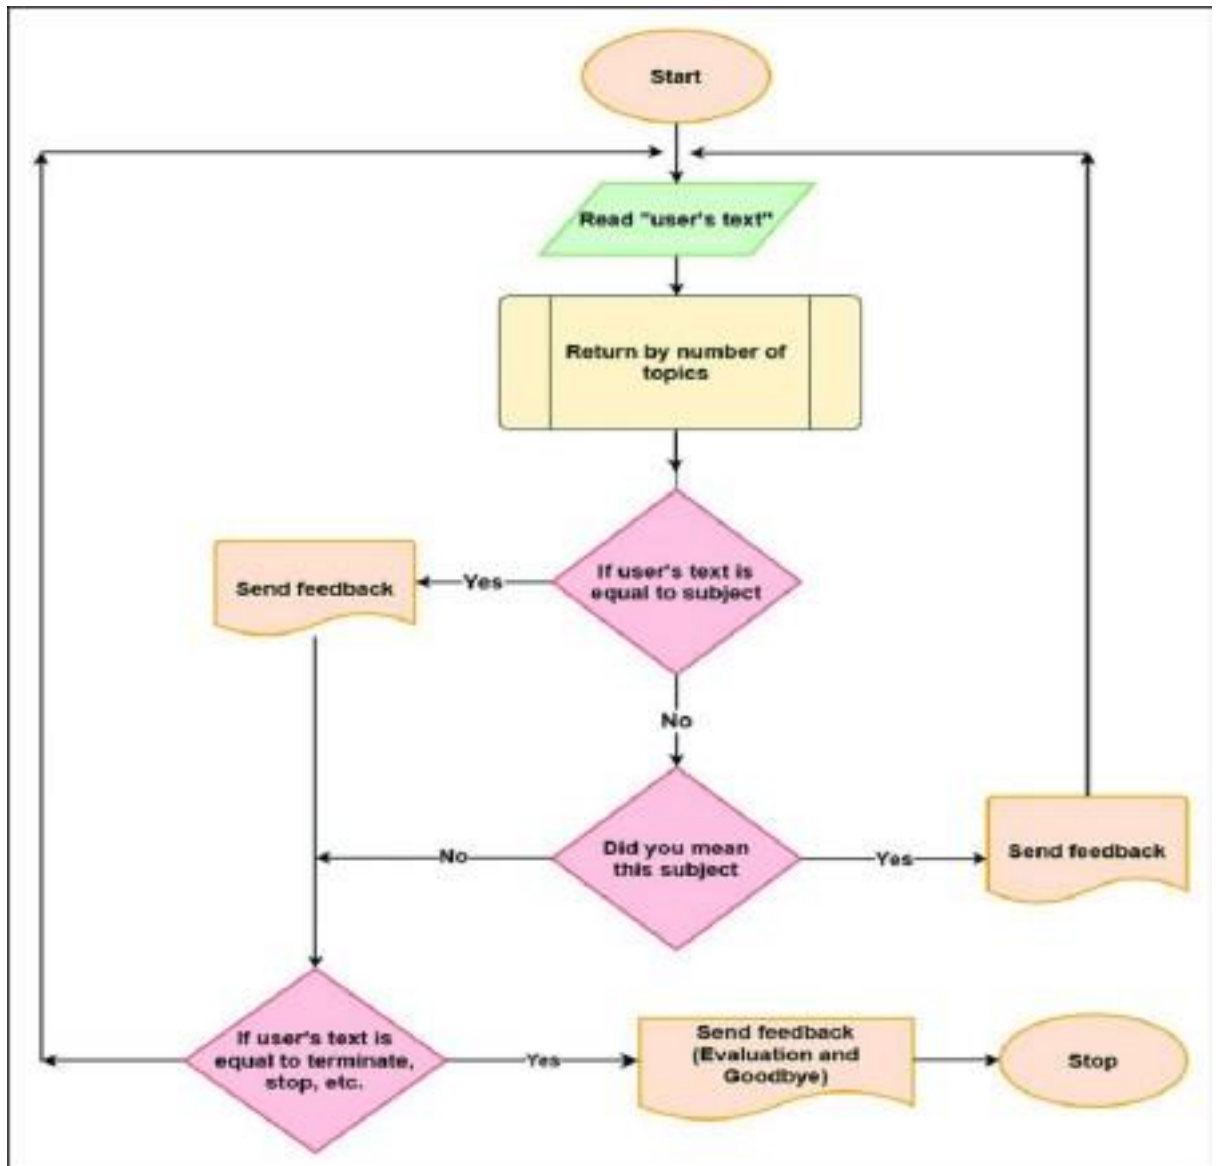 Start
Read "user's text"
Return by number of
topics
If user's text is
equal to subject
Yes
Send feedback
No
Did you mean
this subject
No
Yes
Send feedback
If user's text is
equal to terminate,
stop, etc.
Yes
Send feedback
(Evaluation and
Goodbye)
Stop